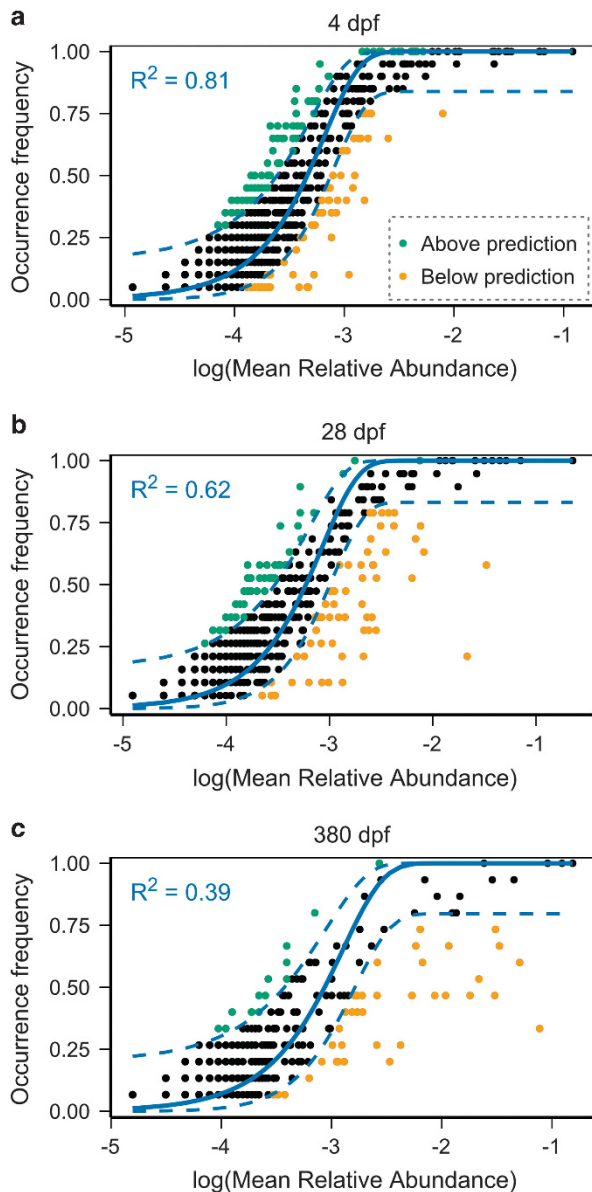 a
4 dpf
R² = 0.81
Occurrence frequency
1.00
0.75
0.50
0.25
0.00
Above prediction
Below prediction
-5 -4 -3 -2 -1
log(Mean Relative Abundance)
b
28 dpf
R² = 0.62
Occurrence frequency
1.00
0.75
0.50
0.25
0.00
-5 -4 -3 -2 -1
log(Mean Relative Abundance)
c
380 dpf
R² = 0.39
Occurrence frequency
1.00
0.75
0.50
0.25
0.00
-5 -4 -3 -2 -1
log(Mean Relative Abundance)